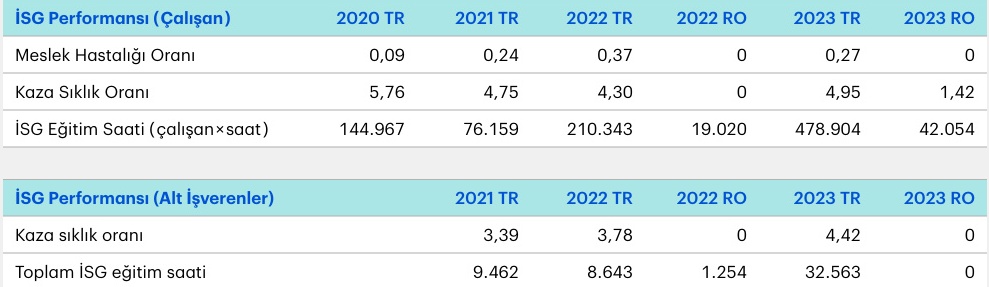 İSG Performansı (Çalışan) 2020 TR 2021 TR 2022 TR 2022 RO 2023 TR 2023 RO
Meslek Hastalığı Oranı 0,09 0,24 0,37 0 0,27 0
Kaza Sıklık Oranı 5,76 4,75 4,30 0 4,95 1,42
İSG Eğitim Saati (çalışan×saat) 144.967 76.159 210.343 19.020 478.904 42.054
İSG Performansı (Alt İşverenler) 2021 TR 2022 TR 2022 RO 2023 TR 2023 RO
Kaza sıklık oranı 3,39 3,78 0 4,42 0
Toplam İSG eğitim saati 9.462 8.643 1.254 32.563 0